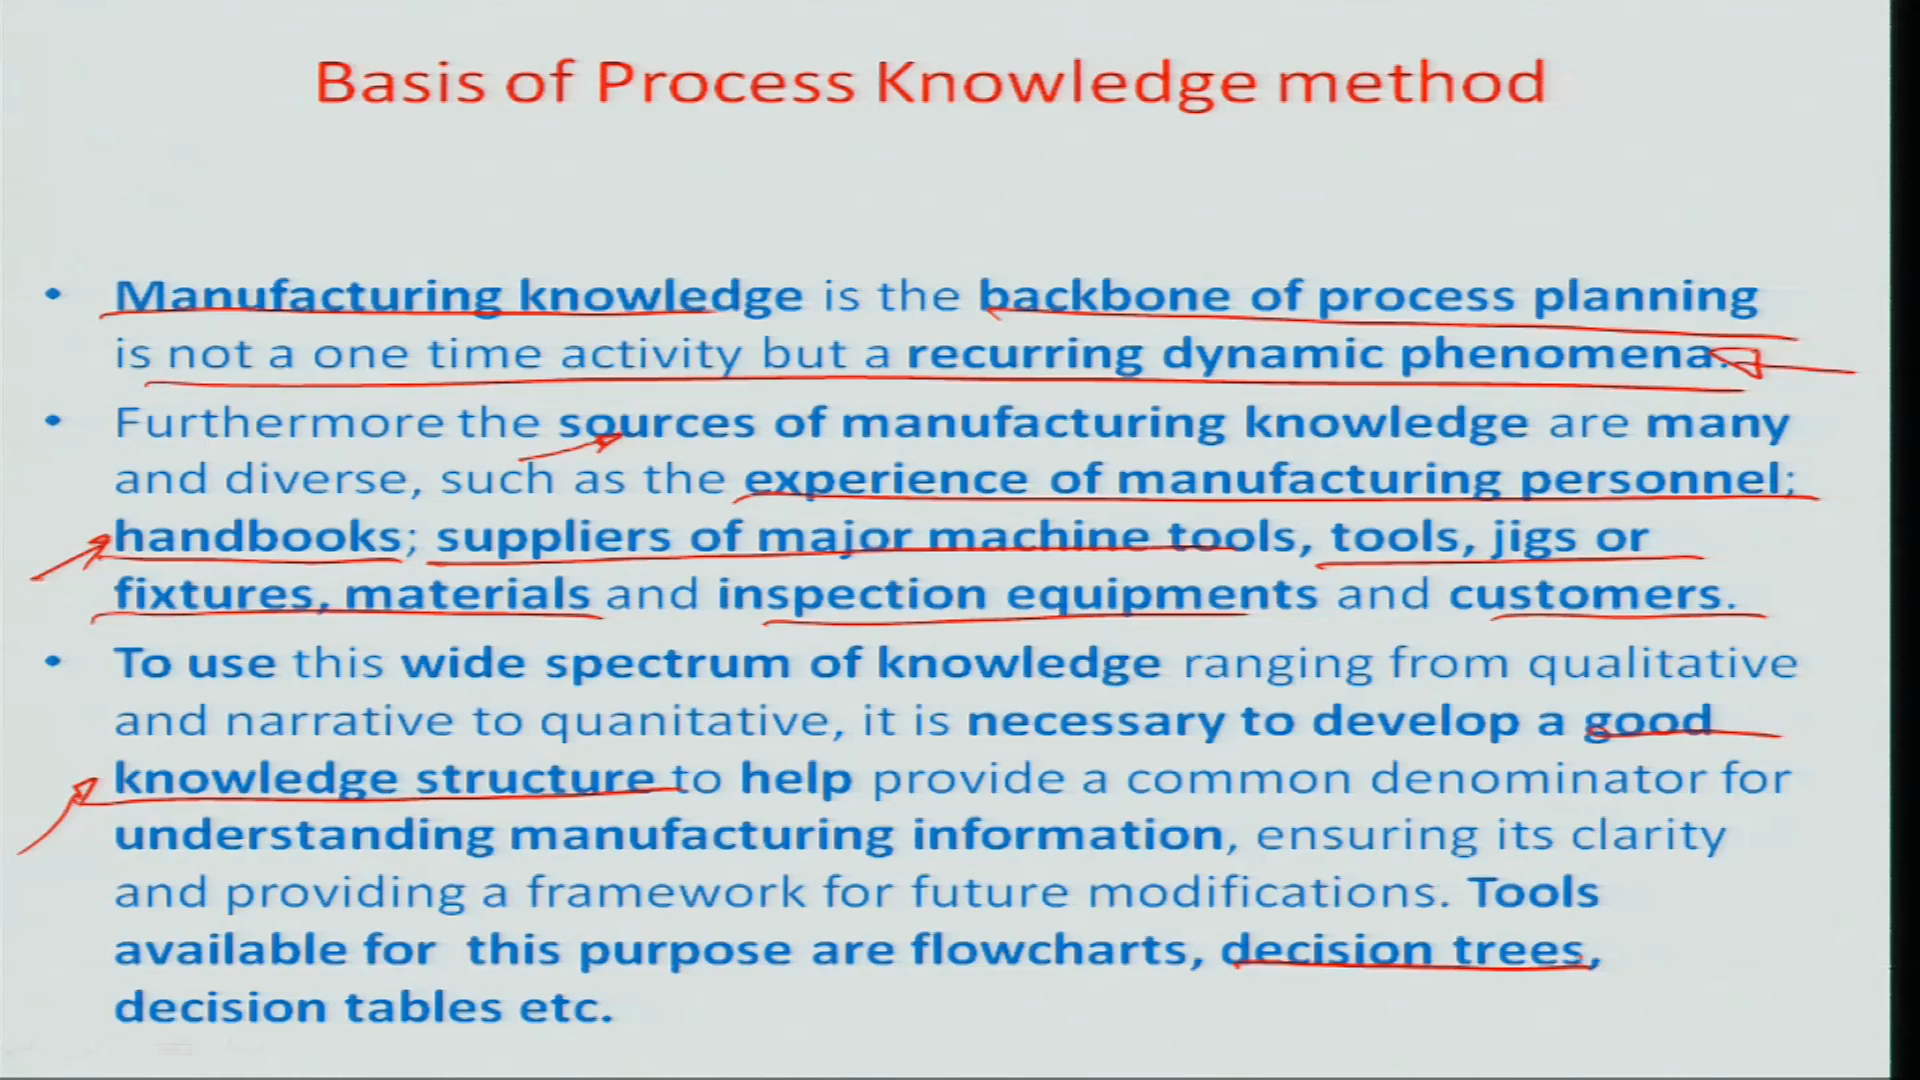 Basis of Process Knowledge method
• Manufacturing knowledge is the backbone of process planning
is not a one time activity but a recurring dynamic phenomena.
• Furthermore the sources of manufacturing knowledge are many
and diverse, such as the experience of manufacturing personnel;
handbooks; suppliers of major machine tools, tools, jigs or
fixtures, materials and inspection equipments and customers.
• To use this wide spectrum of knowledge ranging from qualitative
and narrative to quanitative, it is necessary to develop a good
knowledge structure to help provide a common denominator for
understanding manufacturing information, ensuring its clarity
and providing a framework for future modifications. Tools
available for this purpose are flowcharts, decision trees,
decision tables etc.